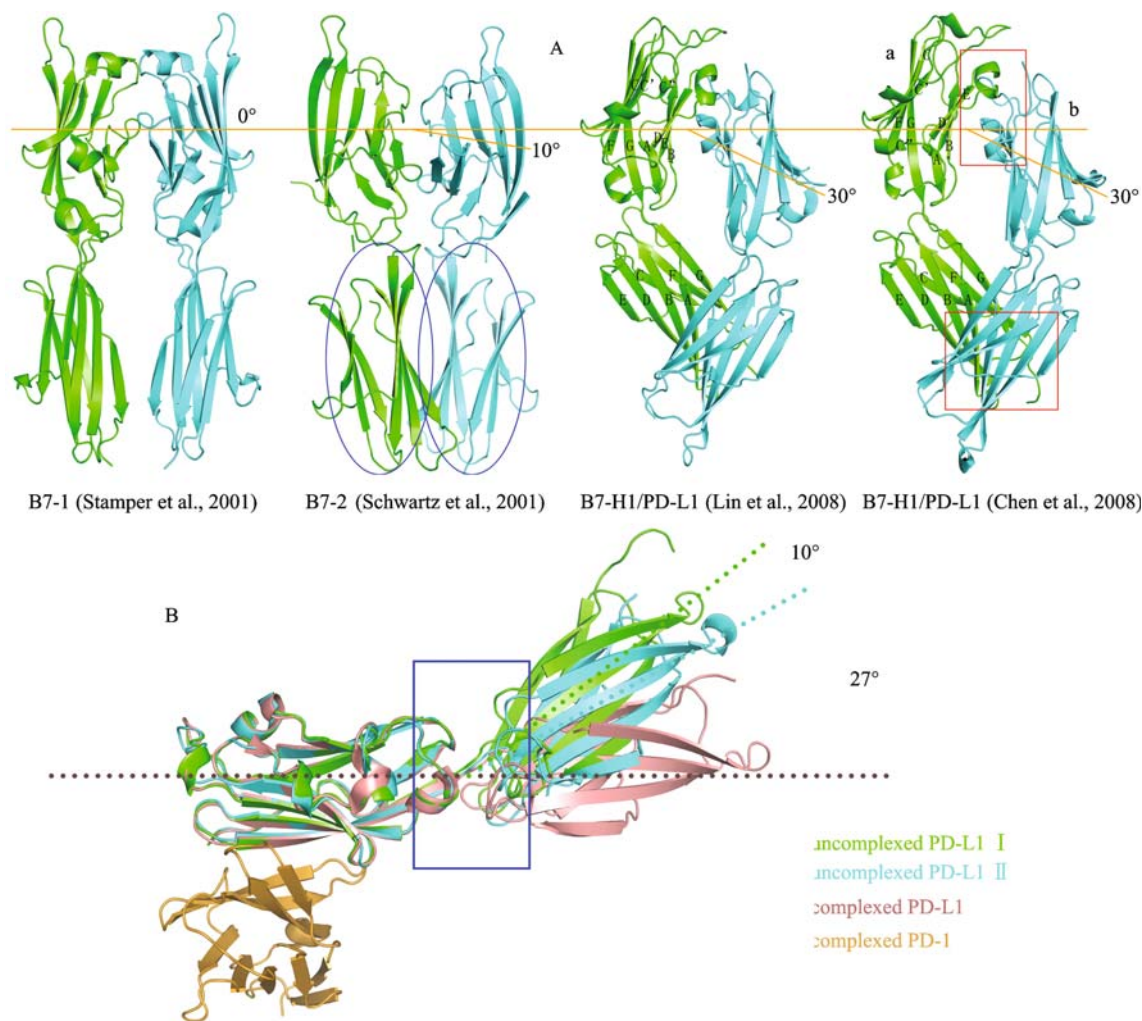 A
a
b
0°
10°
30°
30°
F G A
C F G
E D B A
F G
D
B
A
E
C F G
E D B A
B7-1 (Stamper et al., 2001)
B7-2 (Schwartz et al., 2001)
B7-H1/PD-L1 (Lin et al., 2008)
B7-H1/PD-L1 (Chen et al., 2008)
B
10°
27°
uncomplexed PD-L1 Ⅰ
uncomplexed PD-L1 Ⅱ
complexed PD-L1
complexed PD-1